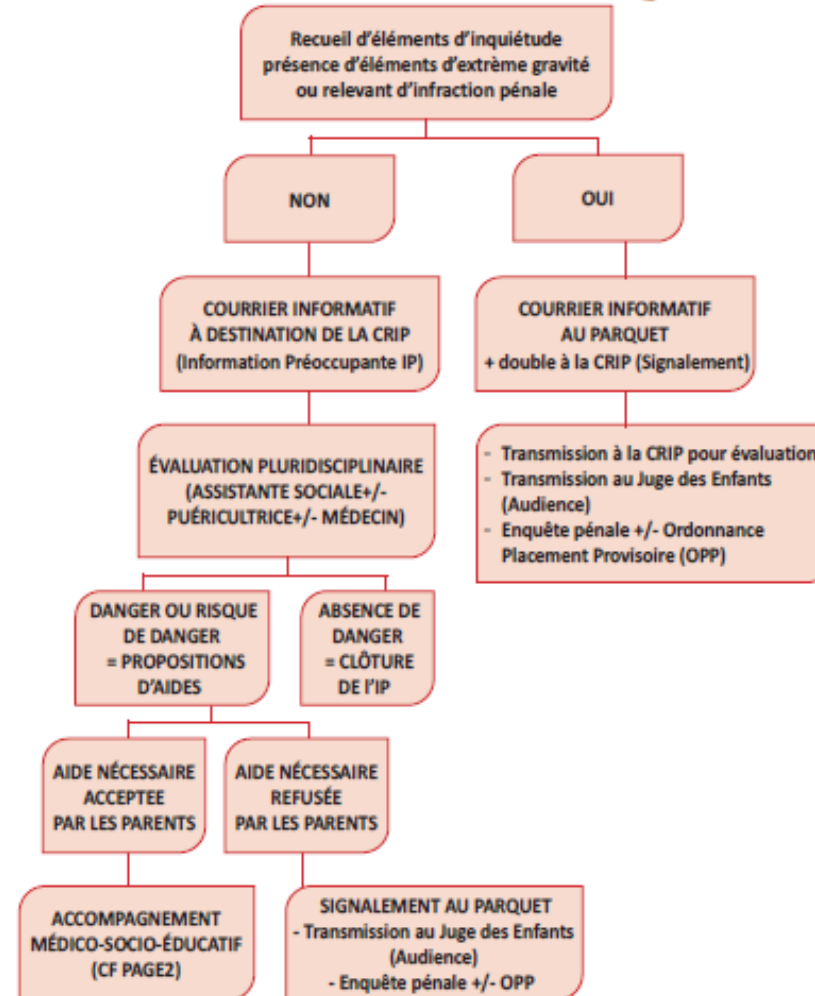 Recueil d'éléments d'inquiétude
présence d'éléments d'extrême gravité
ou relevant d'infraction pénale
NON
OUI
COURRIER INFORMATIF
À DESTINATION DE LA CRIP
(Information Préoccupante IP)
COURRIER INFORMATIF
AU PARQUET
+ double à la CRIP (Signalement)
ÉVALUATION PLURIDISCIPLINAIRE
(ASSISTANTE SOCIALE+/-
PUÉRICULTRICE+/- MÉDECIN)
- Transmission à la CRIP pour évaluation
- Transmission au Juge des Enfants
(Audience)
- Enquête pénale +/- Ordonnance
Placement Provisoire (OPP)
DANGER OU RISQUE
DE DANGER
= PROPOSITIONS
D'AIDES
ABSENCE DE
DANGER
= CLÔTURE
DE l'IP
AIDE NÉCESSAIRE
ACCEPTEE
PAR LES PARENTS
AIDE NÉCESSAIRE
REFUSÉE
PAR LES PARENTS
ACCOMPAGNEMENT
MÉDICO-SOCIO-ÉDUCATIF
(CF PAGE2)
SIGNALEMENT AU PARQUET
- Transmission au Juge des Enfants
(Audience)
- Enquête pénale +/- OPP